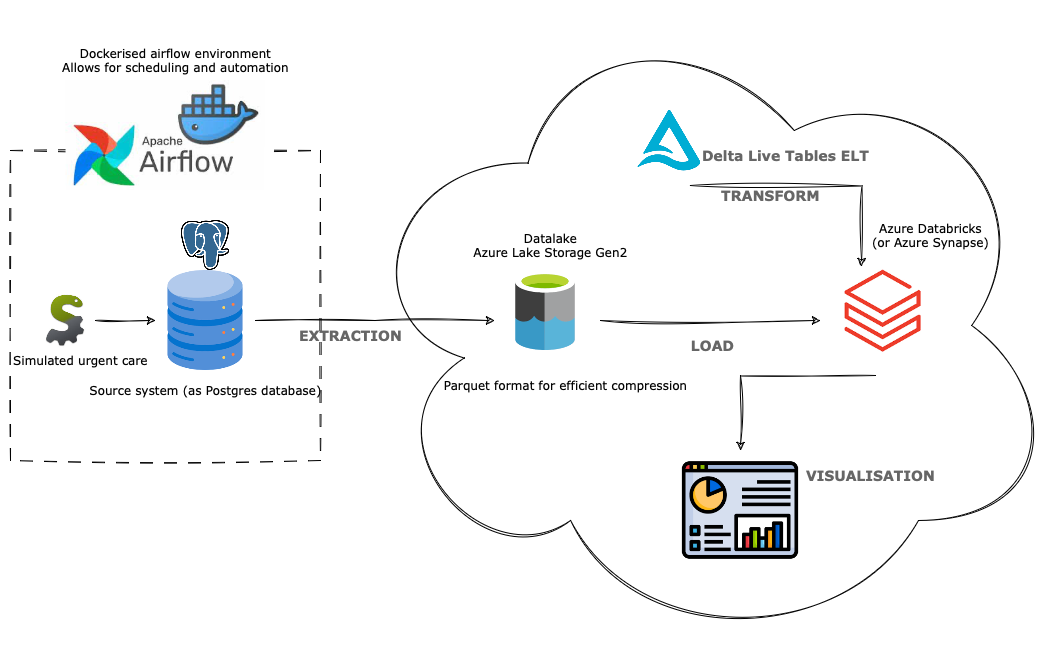 Dockerised airflow environment
Allows for scheduling and automation
Apache
Airflow
Simulated urgent care
Source system (as Postgres database)
EXTRACTION
Datalake
Azure Lake Storage Gen2
Parquet format for efficient compression
Delta Live Tables ELT
TRANSFORM
Azure Databricks
(or Azure Synapse)
LOAD
VISUALISATION